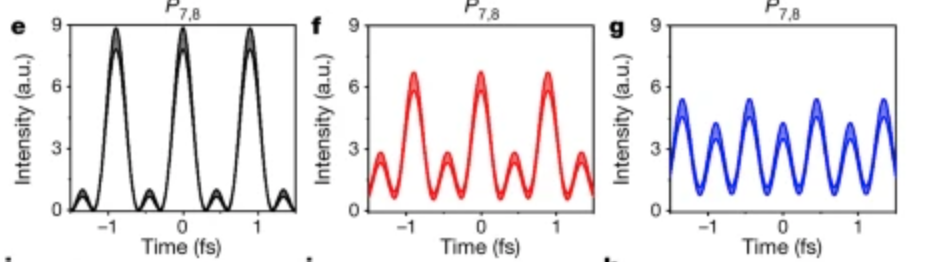 P7,8 P7,8 P7,8
e f g
9 9 9
6 6 6
3 3 3
0 0 0
Intensity (a.u.) Intensity (a.u.) Intensity (a.u.)
−1 0 1 −1 0 1 −1 0 1
Time (fs) Time (fs) Time (fs)